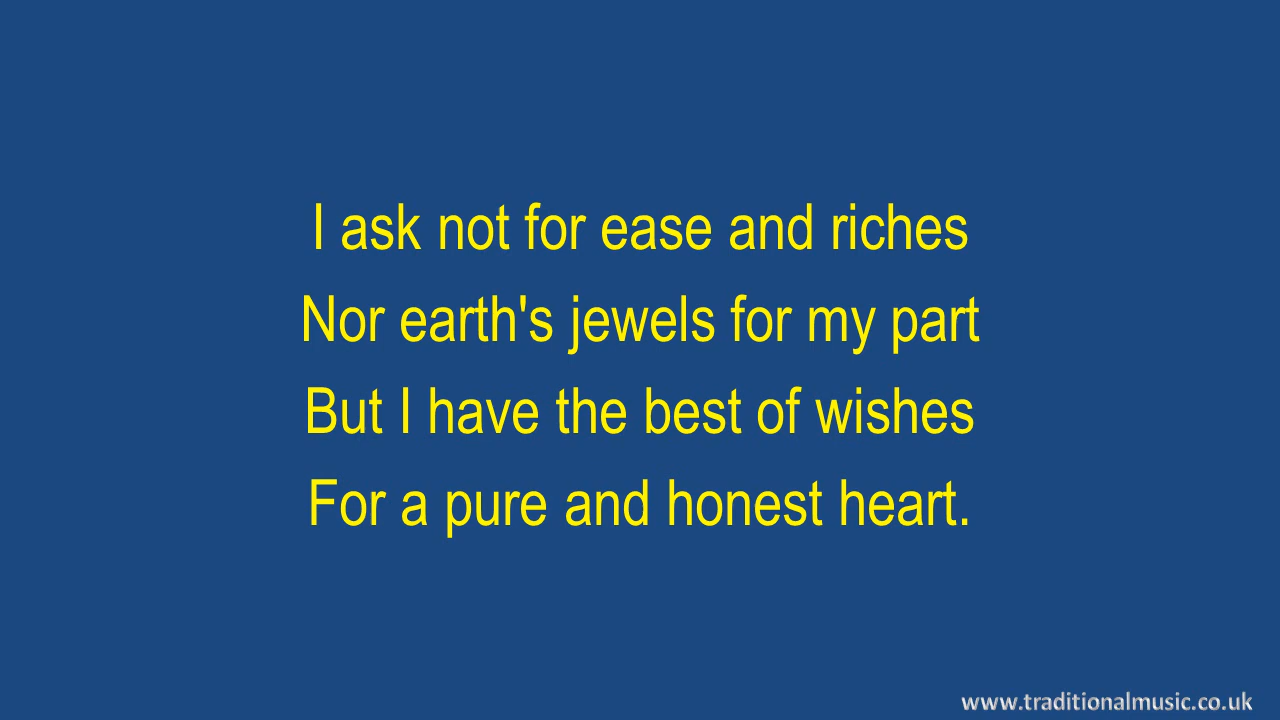 I ask not for ease and riches
Nor earth's jewels for my part
But I have the best of wishes
For a pure and honest heart.
www.traditionalmusic.co.uk